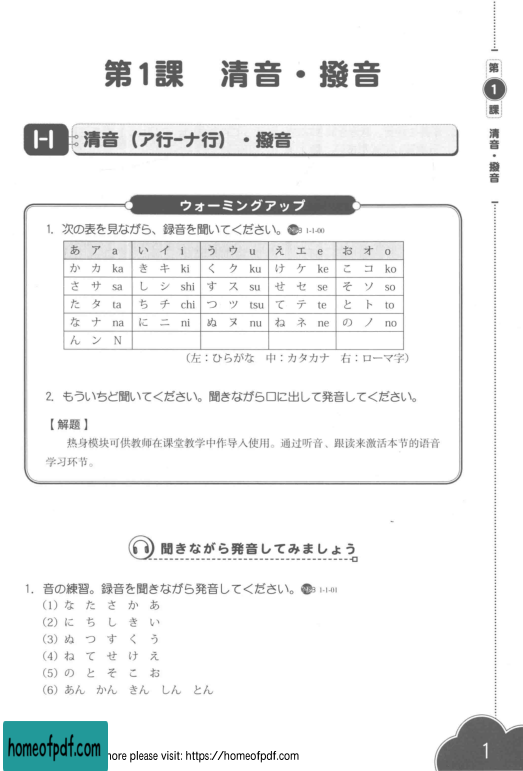 第1課　清音・撥音
第
1
課
清音・撥音
1-1 清音（ア行-ナ行）・撥音
ウォーミングアップ
1. 次の表を見ながら、録音を聞いてください。 1-1-00
あ ア a い イ i う ウ u え エ e お オ o
か カ ka き キ ki く ク ku け ケ ke こ コ ko
さ サ sa し シ shi す ス su せ セ se そ ソ so
た タ ta ち チ chi つ ツ tsu て テ te と ト to
な ナ na に ニ ni ぬ ヌ nu ね ネ ne の ノ no
ん ン N
（左：ひらがな　中：カタカナ　右：ローマ字）
2. もういちど聞いてください。聞きながら口に出して発音してください。
【解题】
热身模块可供教师在课堂教学中作导入使用。通过听音、跟读来激活本节的语音
学习环节。
聞きながら発音してみましょう
1. 音の練習。録音を聞きながら発音してください。 1-1-01
(1) な　た　さ　か　あ
(2) に　ち　し　き　い
(3) ぬ　つ　す　く　う
(4) ね　て　せ　け　え
(5) の　と　そ　こ　お
(6) あん　かん　きん　しん　とん
homeofpdf.com
more please visit: https://homeofpdf.com
1